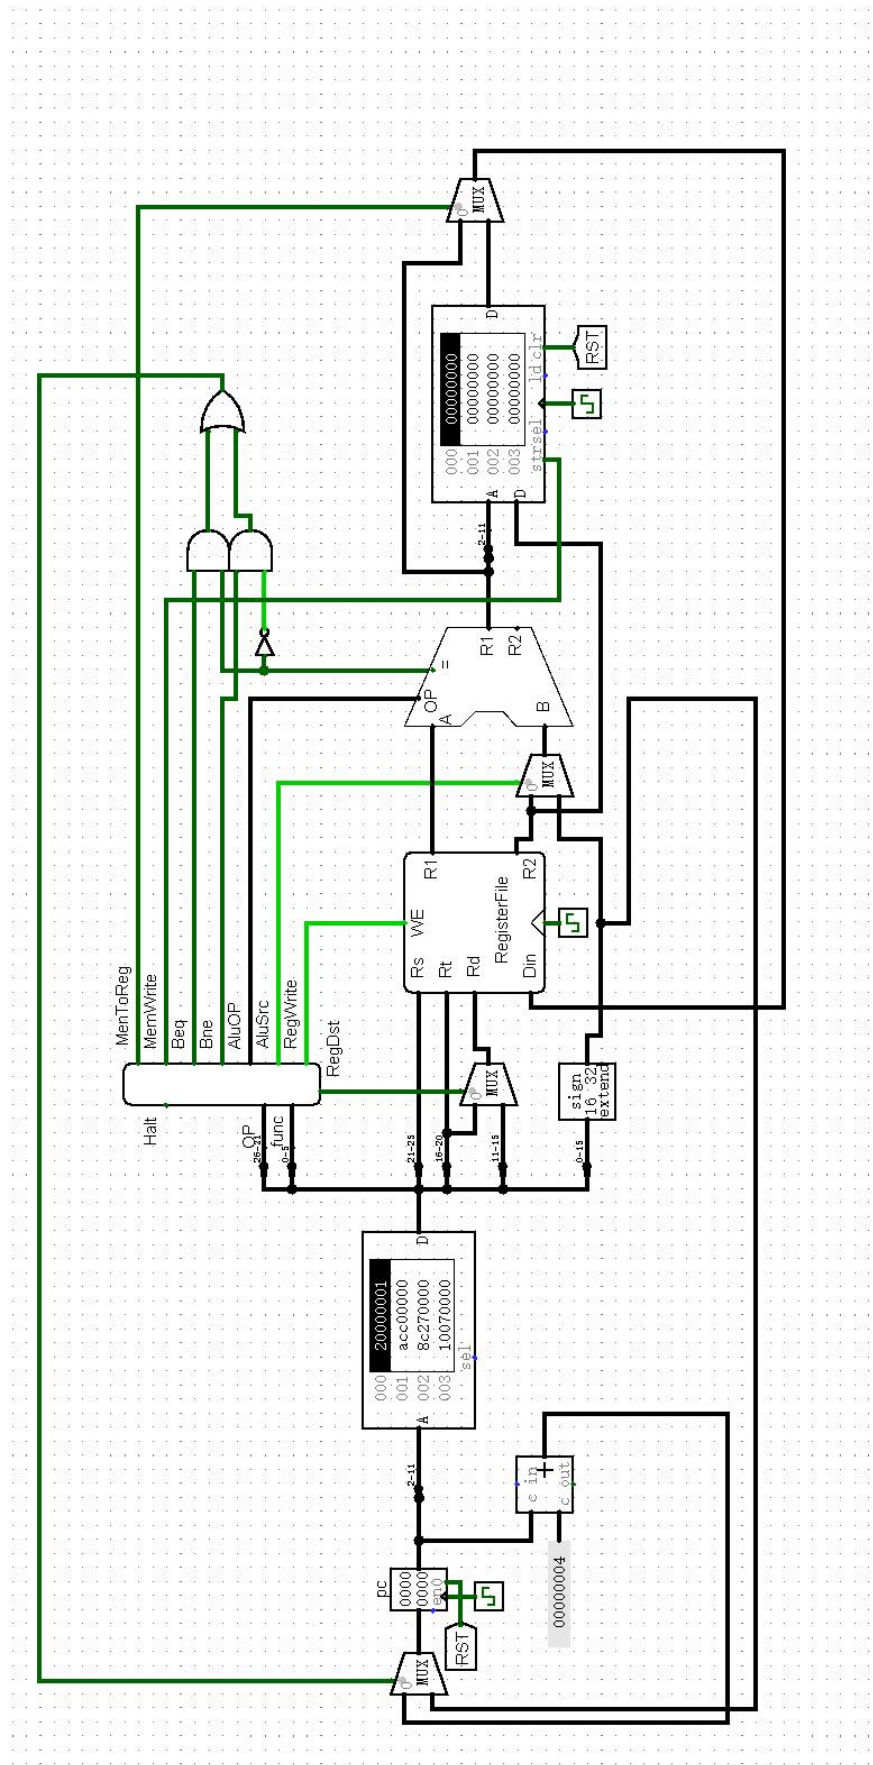 MUX
0
pc
0000
0000
en0
RST
00000004
c in
+
c out
2-11
A
000 20000001
001 acc00000
002 8c270000
003 10070000
sel
D
26-31
0-5
21-25
16-20
11-15
0-15
Halt
OP
func
MenToReg
MemWrite
Beq
Bne
AluOP
AluSrc
RegWrite
RegDst
0
MUX
sign
16 32
extend
Rs
WE
R1
Rt
Rd
RegisterFile
Din
R2
0
MUX
OP
=
A
R1
R2
B
2-11
A
D
000 00000000
001 00000000
002 00000000
003 00000000
str sel ld clr
D
RST
0
MUX